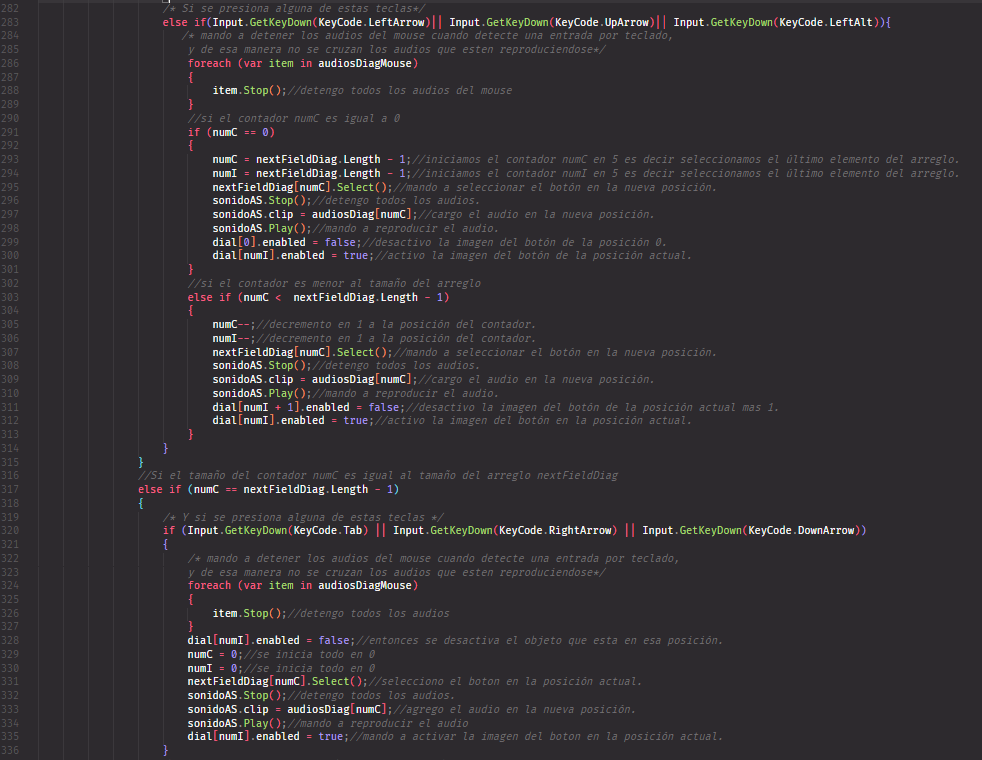 282 /* Si se presiona alguna de estas teclas*/
283 else if(Input.GetKeyDown(KeyCode.LeftArrow)|| Input.GetKeyDown(KeyCode.UpArrow)|| Input.GetKeyDown(KeyCode.LeftAlt)){
284 /* mando a detener los audios del mouse cuando detecte una entrada por teclado,
285 y de esa manera no se cruzan los audios que esten reproduciendose*/
286 foreach (var item in audiosDiagMouse)
287 {
288 item.Stop();//detengo todos los audios del mouse
289 }
290 //si el contador numC es igual a 0
291 if (numC == 0)
292 {
293 numC = nextFieldDiag.Length - 1;//iniciamos el contador numC en 5 es decir seleccionamos el último elemento del arreglo.
294 numI = nextFieldDiag.Length - 1;//iniciamos el contador numI en 5 es decir seleccionamos el último elemento del arreglo.
295 nextFieldDiag[numC].Select();//mando a seleccionar el botón en la nueva posición.
296 sonidoAS.Stop();//detengo todos los audios.
297 sonidoAS.clip = audiosDiag[numC];//cargo el audio en la nueva posición.
298 sonidoAS.Play();//mando a reproducir el audio.
299 dial[0].enabled = false;//desactivo la imagen del botón de la posición 0.
300 dial[numI].enabled = true;//activo la imagen del botón de la posición actual.
301 }
302 //si el contador es menor al tamaño del arreglo
303 else if (numC <  nextFieldDiag.Length - 1)
304 {
305 numC--;//decremento en 1 a la posición del contador.
306 numI--;//decremento en 1 a la posición del contador.
307 nextFieldDiag[numC].Select();//mando a seleccionar el botón en la nueva posición.
308 sonidoAS.Stop();//detengo todos los audios.
309 sonidoAS.clip = audiosDiag[numC];//cargo el audio en la nueva posición.
310 sonidoAS.Play();//mando a reproducir el audio.
311 dial[numI + 1].enabled = false;//desactivo la imagen del botón de la posición actual mas 1.
312 dial[numI].enabled = true;//activo la imagen del botón en la posición actual.
313 }
314 }
315 }
316 //Si el tamaño del contador numC es igual al tamaño del arreglo nextFieldDiag
317 else if (numC == nextFieldDiag.Length - 1)
318 {
319 /* Y si se presiona alguna de estas teclas */
320 if (Input.GetKeyDown(KeyCode.Tab) || Input.GetKeyDown(KeyCode.RightArrow) || Input.GetKeyDown(KeyCode.DownArrow))
321 {
322 /* mando a detener los audios del mouse cuando detecte una entrada por teclado,
323 y de esa manera no se cruzan los audios que esten reproduciendose*/
324 foreach (var item in audiosDiagMouse)
325 {
326 item.Stop();//detengo todos los audios
327 }
328 dial[numI].enabled = false;//entonces se desactiva el objeto que esta en esa posición.
329 numC = 0;//se inicia todo en 0
330 numI = 0;//se inicia todo en 0
331 nextFieldDiag[numC].Select();//selecciono el boton en la posición actual.
332 sonidoAS.Stop();//detengo todos los audios.
333 sonidoAS.clip = audiosDiag[numC];//agrego el audio en la nueva posición.
334 sonidoAS.Play();//mando a reproducir el audio
335 dial[numI].enabled = true;//mando a activar la imagen del boton en la posición actual.
336 }